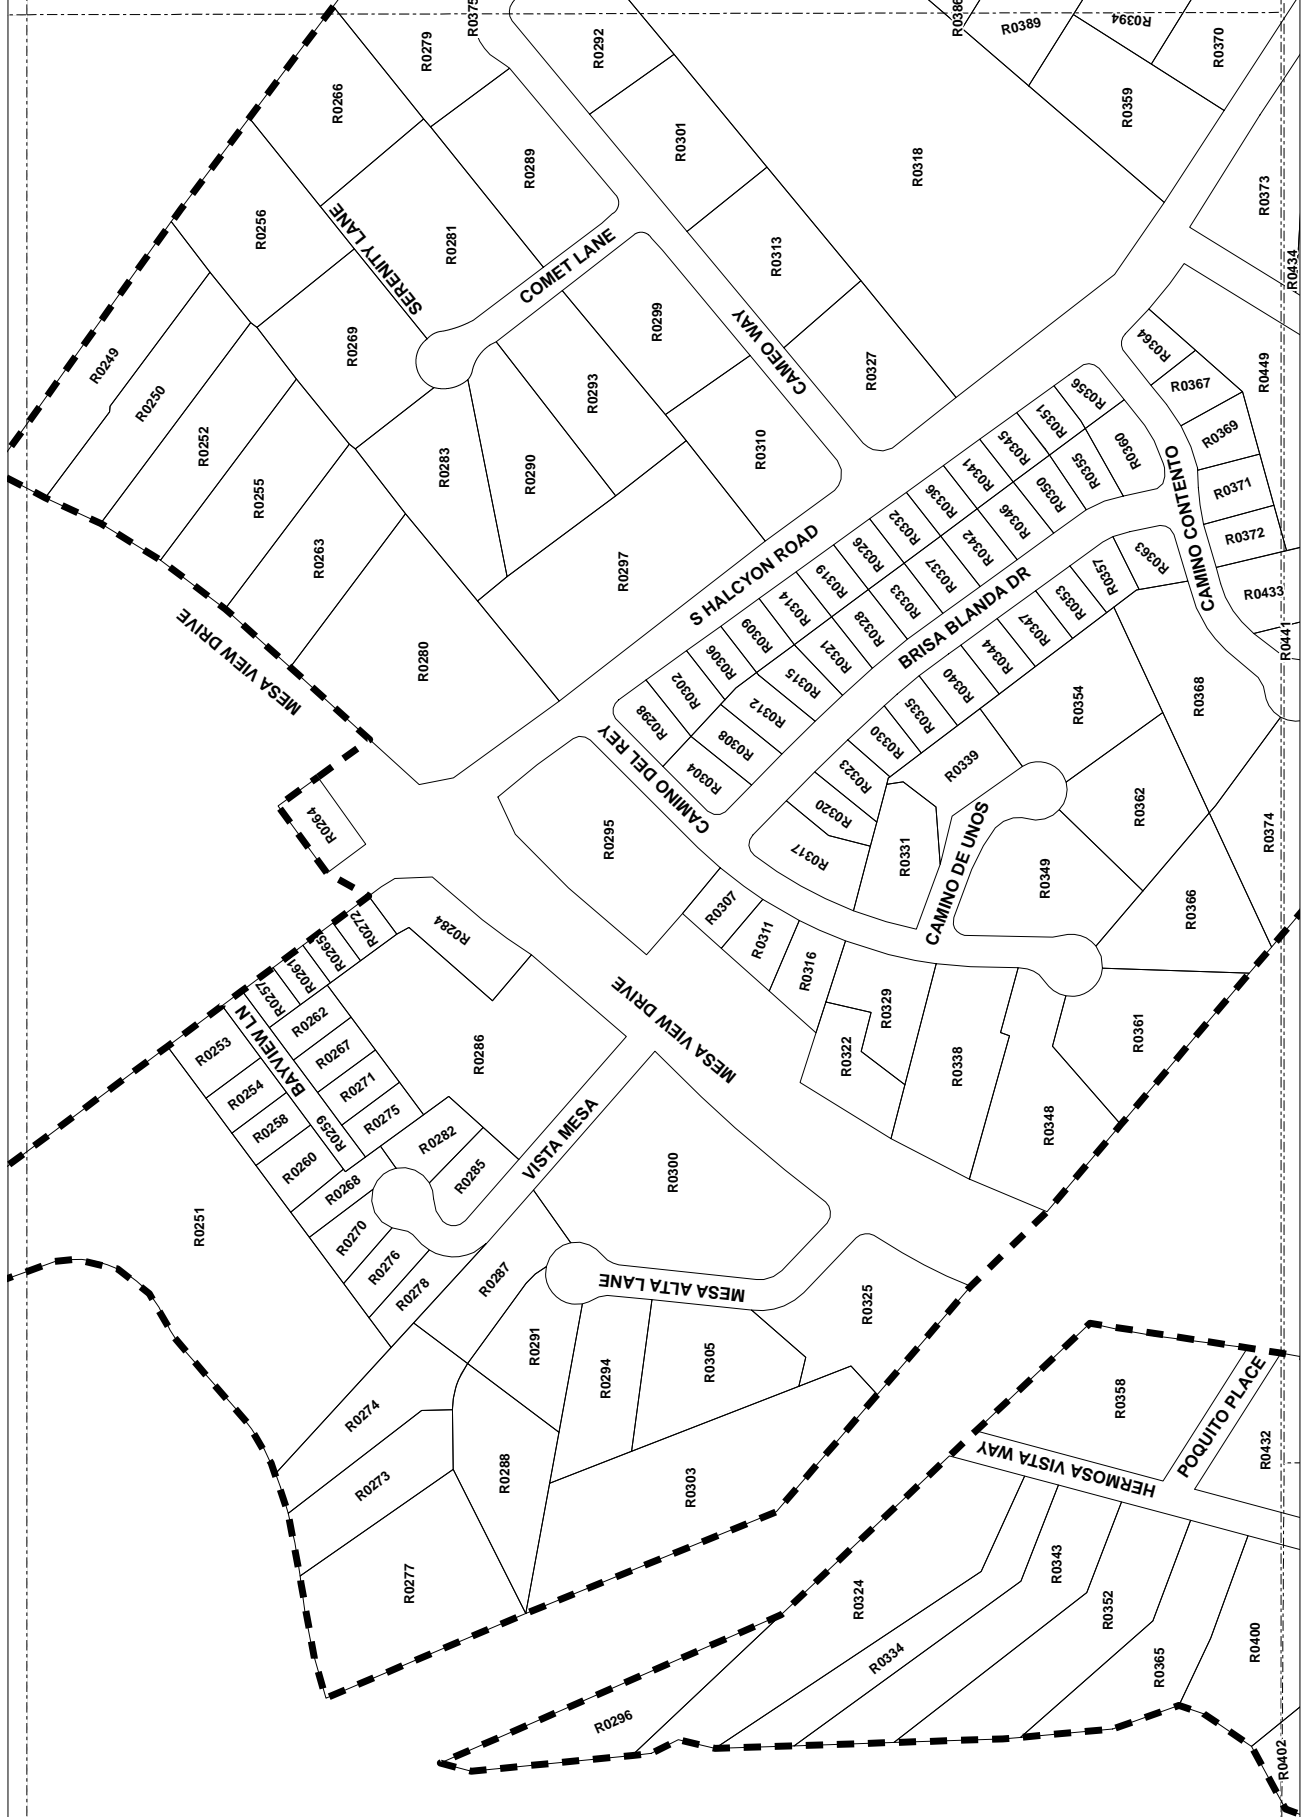 R0375
R0386
R0389
R0394
R0370
R0279
R0292
R0266
R0359
R0301
R0289
R0318
R0373
R0256
SERENITY LANE
R0281
COMET LANE
R0313
R0434
R0249
R0269
R0299
CAMEO WAY
R0327
R0364
R0449
R0250
R0293
R0367
R0356
R0252
R0283
R0290
R0310
R0351
R0345
R0360
R0369
R0255
R0341
R0355
R0371
R0336
R0350
CAMINO CONTENTO
R0263
R0297
S HALCYON ROAD
R0332
R0346
R0372
R0326
R0342
R0363
R0319
R0337
R0357
R0433
R0314
R0333
BRISA BLANDA DR
R0353
R0309
R0328
R0347
R0441
MESA VIEW DRIVE
R0280
R0306
R0321
R0344
R0302
R0315
R0340
R0354
R0368
R0298
R0312
R0335
CAMINO DEL REY
R0308
R0330
R0304
R0323
R0339
R0264
R0295
R0320
R0362
R0374
R0317
R0331
CAMINO DE UNOS
R0349
R0366
R0307
R0272
R0284
R0311
R0265
R0316
R0261
R0257
MESA VIEW DRIVE
R0329
R0262
R0253
BAYVIEW LN
R0267
R0286
R0322
R0338
R0361
R0254
R0271
R0258
R0275
R0259
R0282
VISTA MESA
R0348
R0260
R0285
R0300
R0268
R0251
R0270
R0276
R0287
R0278
MESA ALTA LANE
R0325
R0291
R0294
R0305
R0274
R0358
POQUITO PLACE
R0273
R0288
R0303
HERMOSA VISTA WAY
R0432
R0277
R0324
R0343
R0352
R0334
R0365
R0400
R0296
R0402